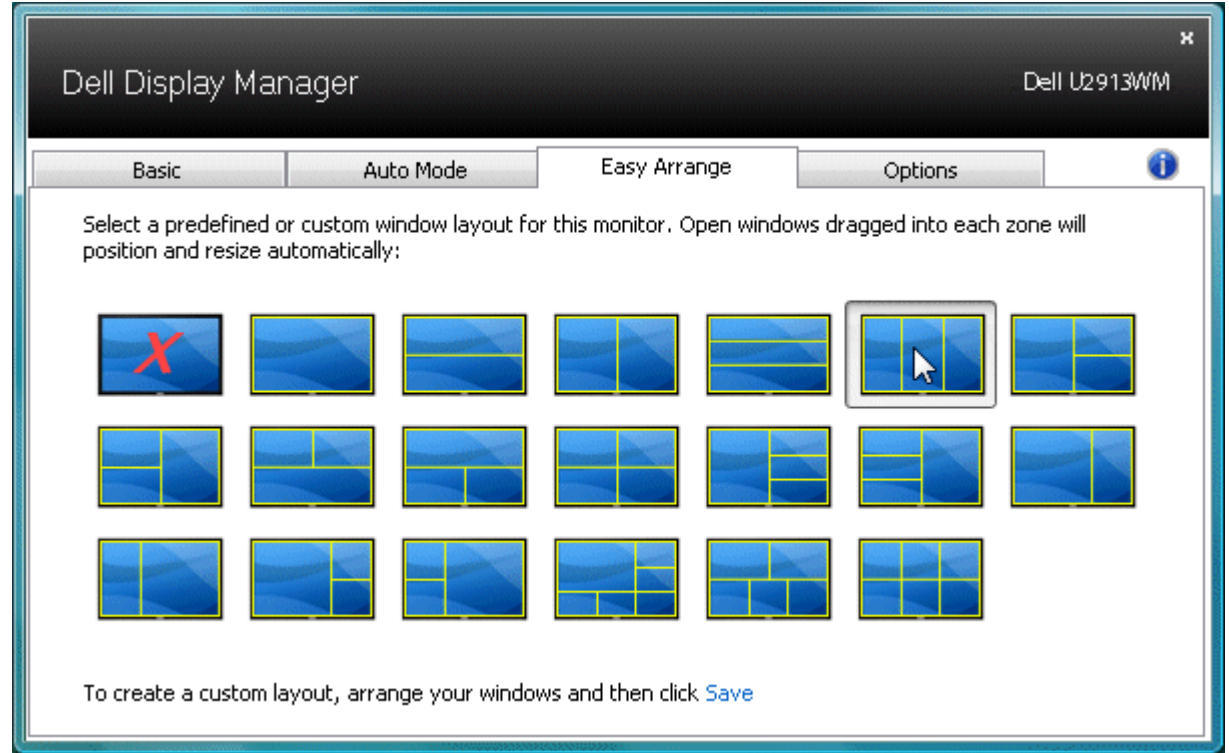 Dell Display Manager
Dell U2913WM
Basic
Auto Mode
Easy Arrange
Options
Select a predefined or custom window layout for this monitor. Open windows dragged into each zone will
position and resize automatically:
To create a custom layout, arrange your windows and then click Save